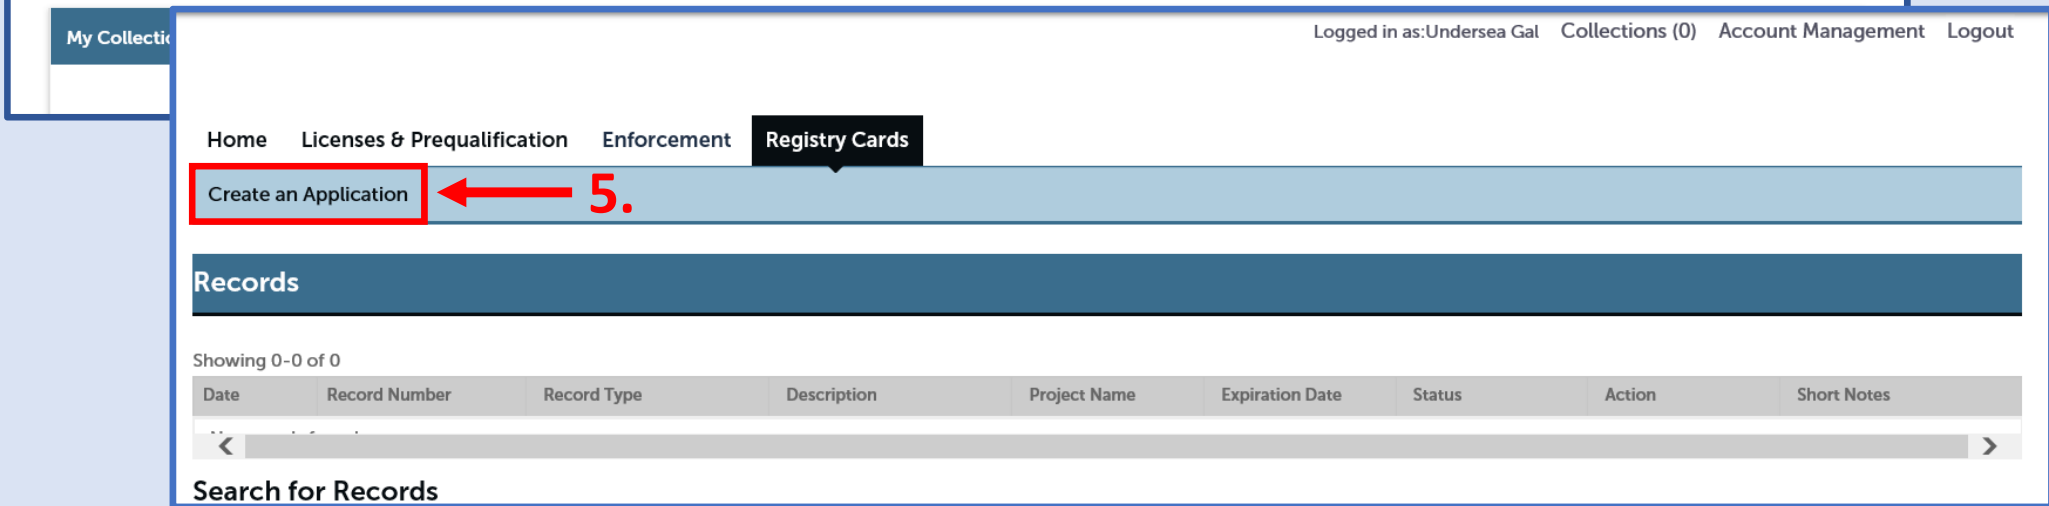 My Collectio
Logged in as:Undersea Gal Collections (0) Account Management Logout
Home Licenses & Prequalification Enforcement Registry Cards
Create an Application 5.
Records
Showing 0-0 of 0
Date Record Number Record Type Description Project Name Expiration Date Status Action Short Notes
Search for Records